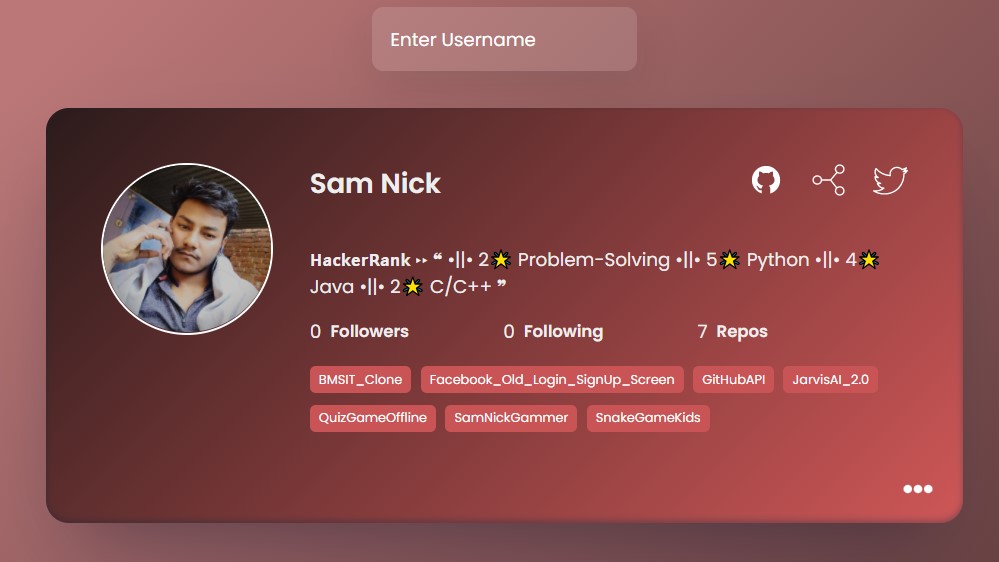 Enter Username
Sam Nick
HackerRank ▸▸ ❝ •||• 2🌟 Problem-Solving •||• 5🌟 Python •||• 4🌟
Java •||• 2🌟 C/C++ ❞
0 Followers 0 Following 7 Repos
BMSIT_Clone Facebook_Old_Login_SignUp_Screen GitHubAPI JarvisAI_2.0
QuizGameOffline SamNickGammer SnakeGameKids